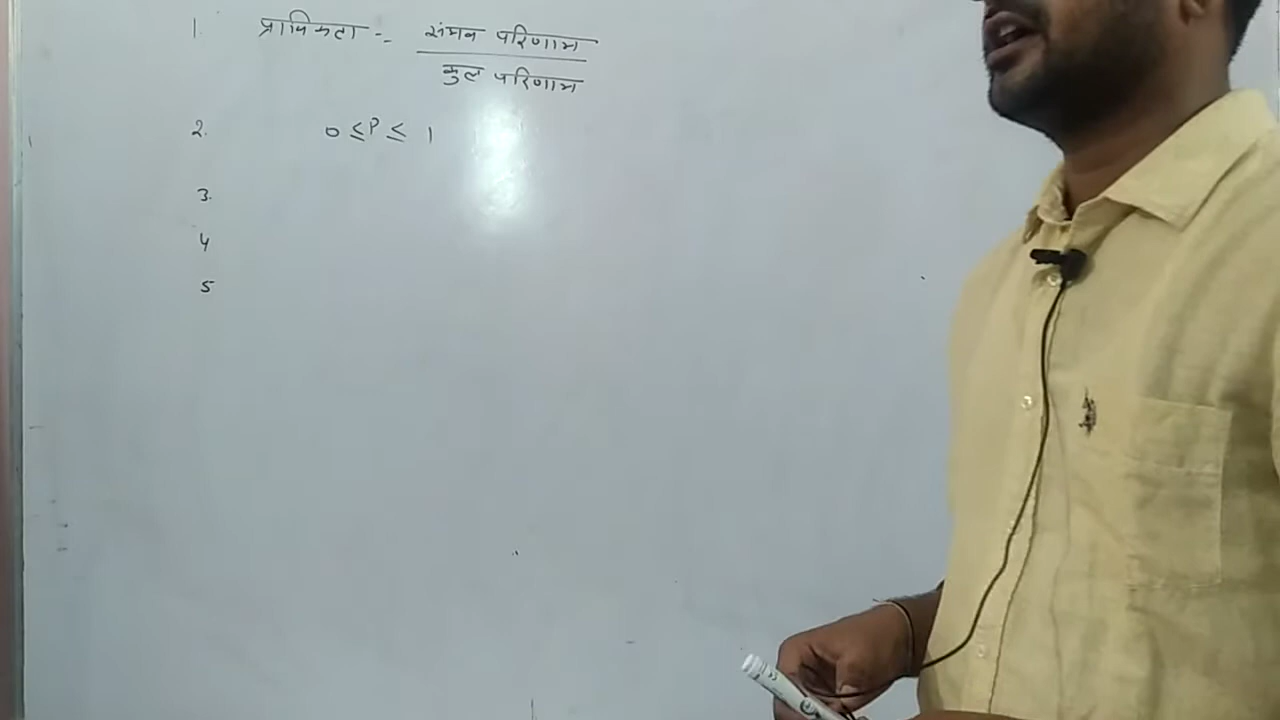 1. प्रायिकता :- संभव परिणाम / कुल परिणाम
2. 0 ≤ P ≤ 1
3.
4
5